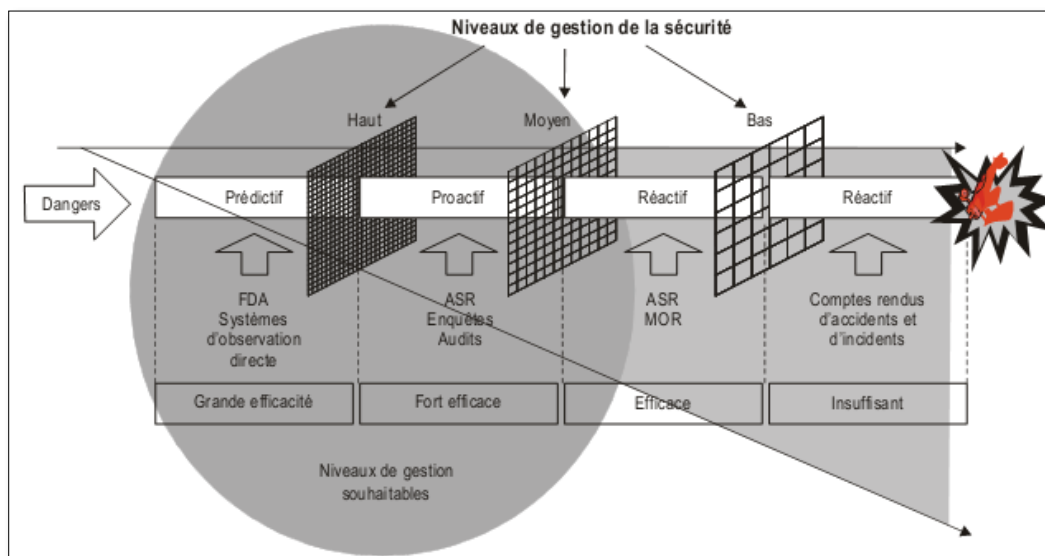 Niveaux de gestion de la sécurité
Haut
Moyen
Bas
Dangers
Prédictif
Proactif
Réactif
Réactif
FDA
Systèmes
d'observation
directe
ASR
Enquêtes
Audits
ASR
MOR
Comptes rendus
d'accidents et
d'incidents
Grande efficacité
Fort efficace
Efficace
Insuffisant
Niveaux de gestion
souhaitables